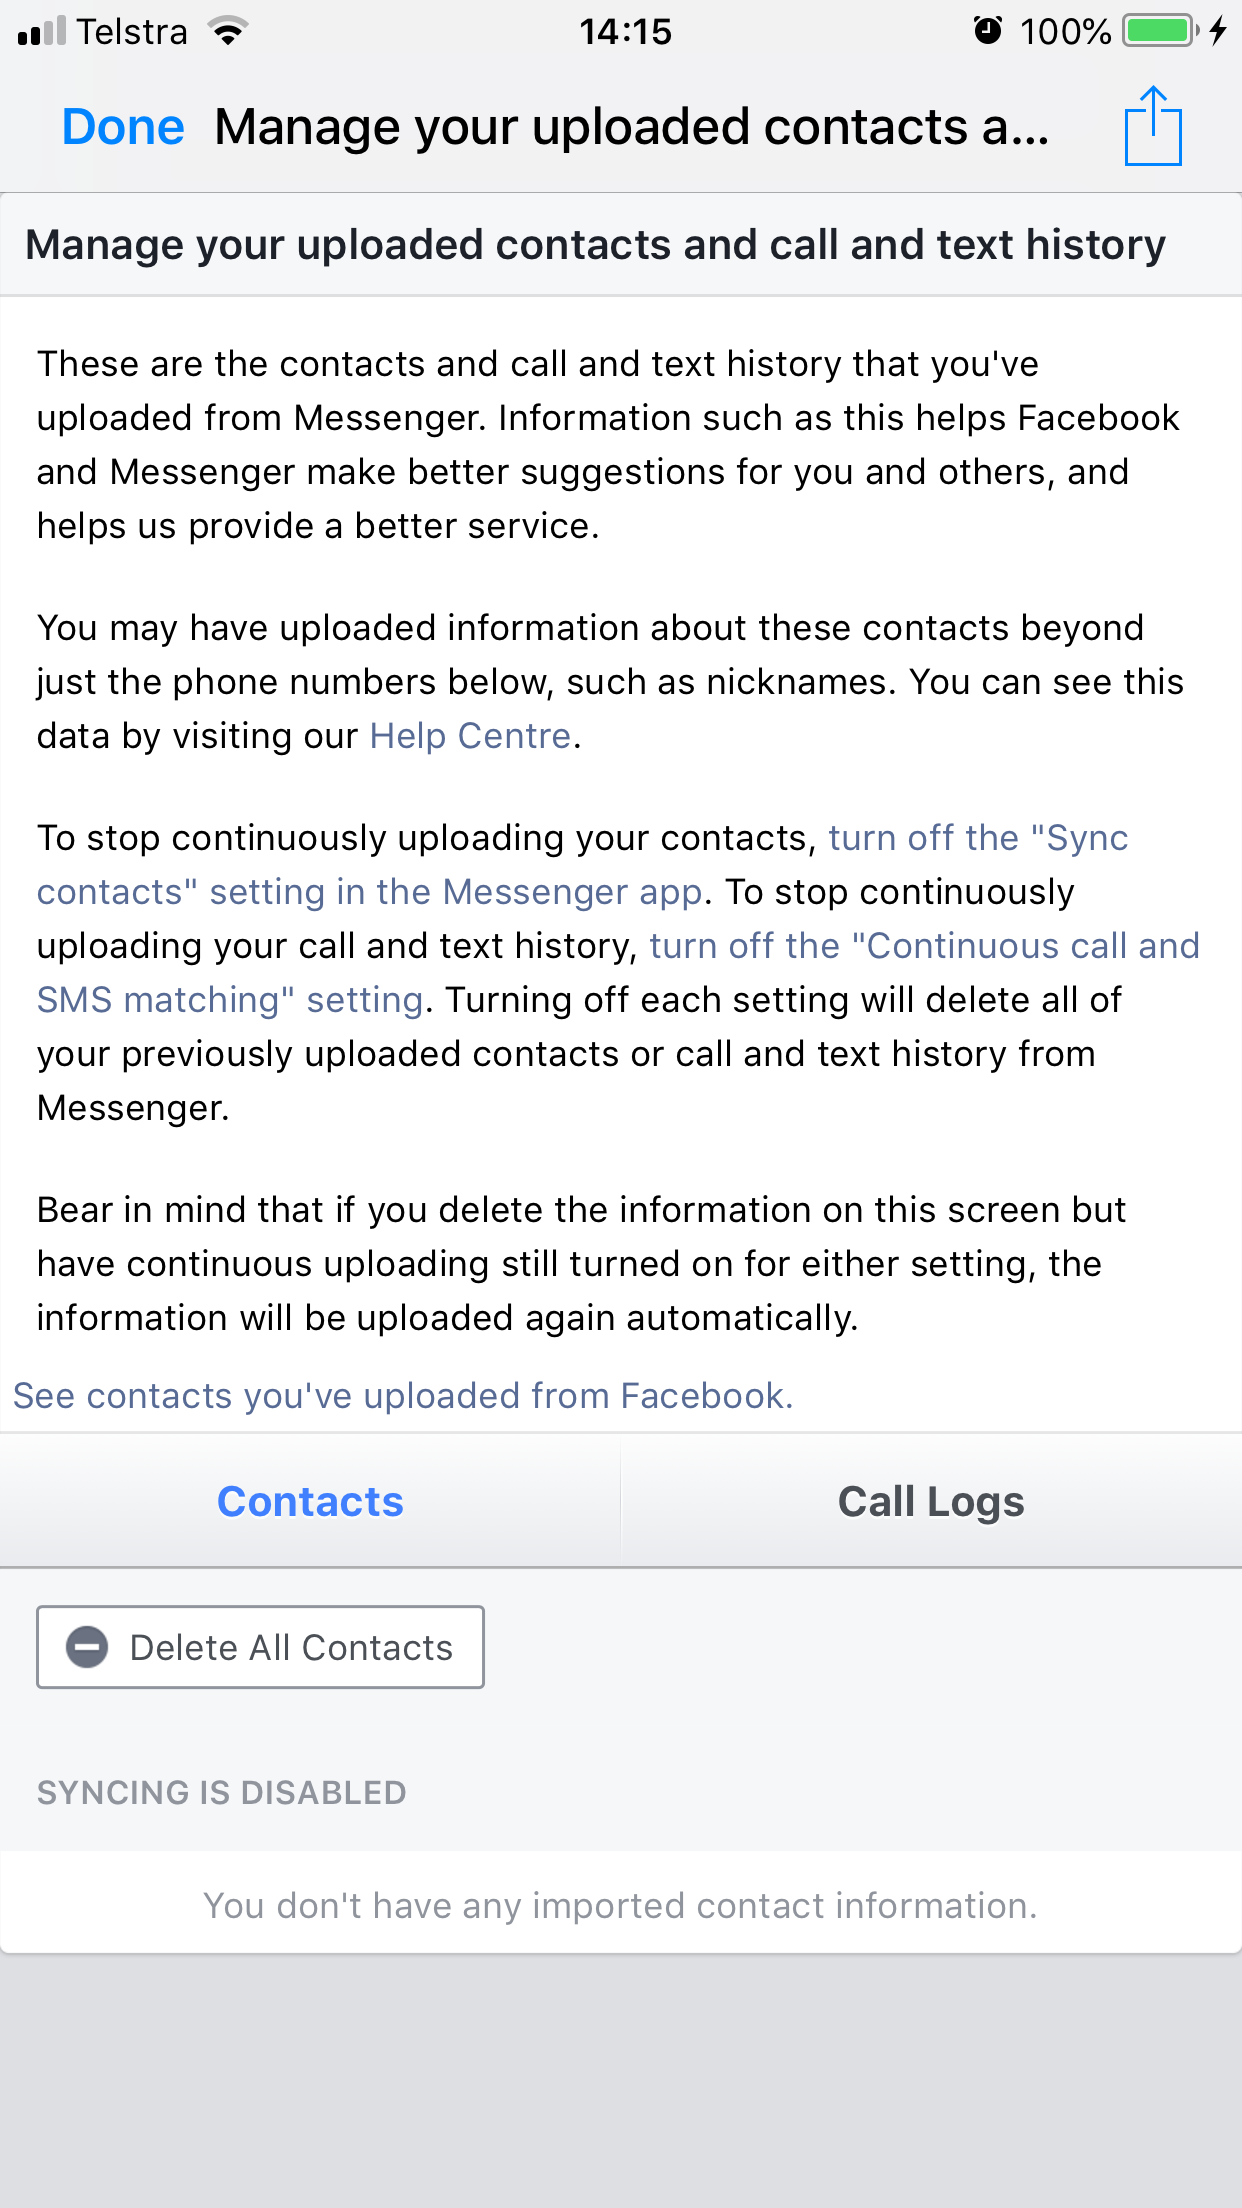 Telstra 14:15 100%
Done Manage your uploaded contacts a...
Manage your uploaded contacts and call and text history
These are the contacts and call and text history that you've
uploaded from Messenger. Information such as this helps Facebook
and Messenger make better suggestions for you and others, and
helps us provide a better service.
You may have uploaded information about these contacts beyond
just the phone numbers below, such as nicknames. You can see this
data by visiting our Help Centre.
To stop continuously uploading your contacts, turn off the "Sync
contacts" setting in the Messenger app. To stop continuously
uploading your call and text history, turn off the "Continuous call and
SMS matching" setting. Turning off each setting will delete all of
your previously uploaded contacts or call and text history from
Messenger.
Bear in mind that if you delete the information on this screen but
have continuous uploading still turned on for either setting, the
information will be uploaded again automatically.
See contacts you've uploaded from Facebook.
Contacts Call Logs
Delete All Contacts
SYNCING IS DISABLED
You don't have any imported contact information.